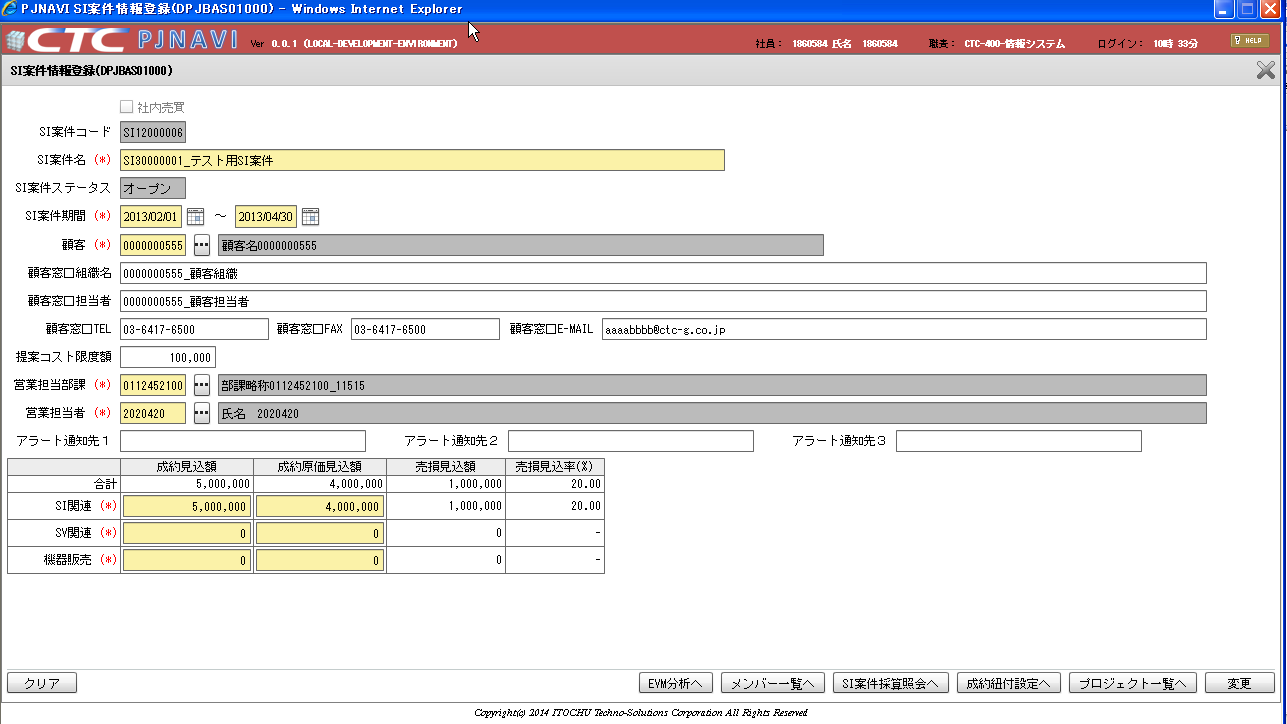 PJNAVI SI案件情報登録(DPJBAS01000) - Windows Internet Explorer
CTC PJNAVI Ver 0.0.1 (LOCAL-DEVELOPMENT-ENVIRONMENT) 社員： 1860584 氏名 1860584 職責： CTC-400-情報システム ログイン： 10時 33分 ? HELP
SI案件情報登録(DPJBAS01000)
社内売買
SI案件コード SI12000006
SI案件名 (*) SI30000001_テスト用SI案件
SI案件ステータス オープン
SI案件期間 (*) 2013/02/01 ～ 2013/04/30
顧客 (*) 0000000555 ... 顧客名0000000555
顧客窓口組織名 0000000555_顧客組織
顧客窓口担当者 0000000555_顧客担当者
顧客窓口TEL 03-6417-6500 顧客窓口FAX 03-6417-6500 顧客窓口E-MAIL aaaabbbb@ctc-g.co.jp
提案コスト限度額 100,000
営業担当部課 (*) 0112452100 ... 部課略称0112452100_11515
営業担当者 (*) 2020420 ... 氏名 2020420
アラート通知先１ アラート通知先２ アラート通知先３
成約見込額 成約原価見込額 売損見込額 売損見込率(%)
合計 5,000,000 4,000,000 1,000,000 20.00
SI関連 (*) 5,000,000 4,000,000 1,000,000 20.00
SV関連 (*) 0 0 0 -
機器販売 (*) 0 0 0 -
クリア EVM分析へ メンバー一覧へ SI案件採算照会へ 成約紐付設定へ プロジェクト一覧へ 変更
Copyright(c) 2014 ITOCHU Techno-Solutions Corporation All Rights Reserved